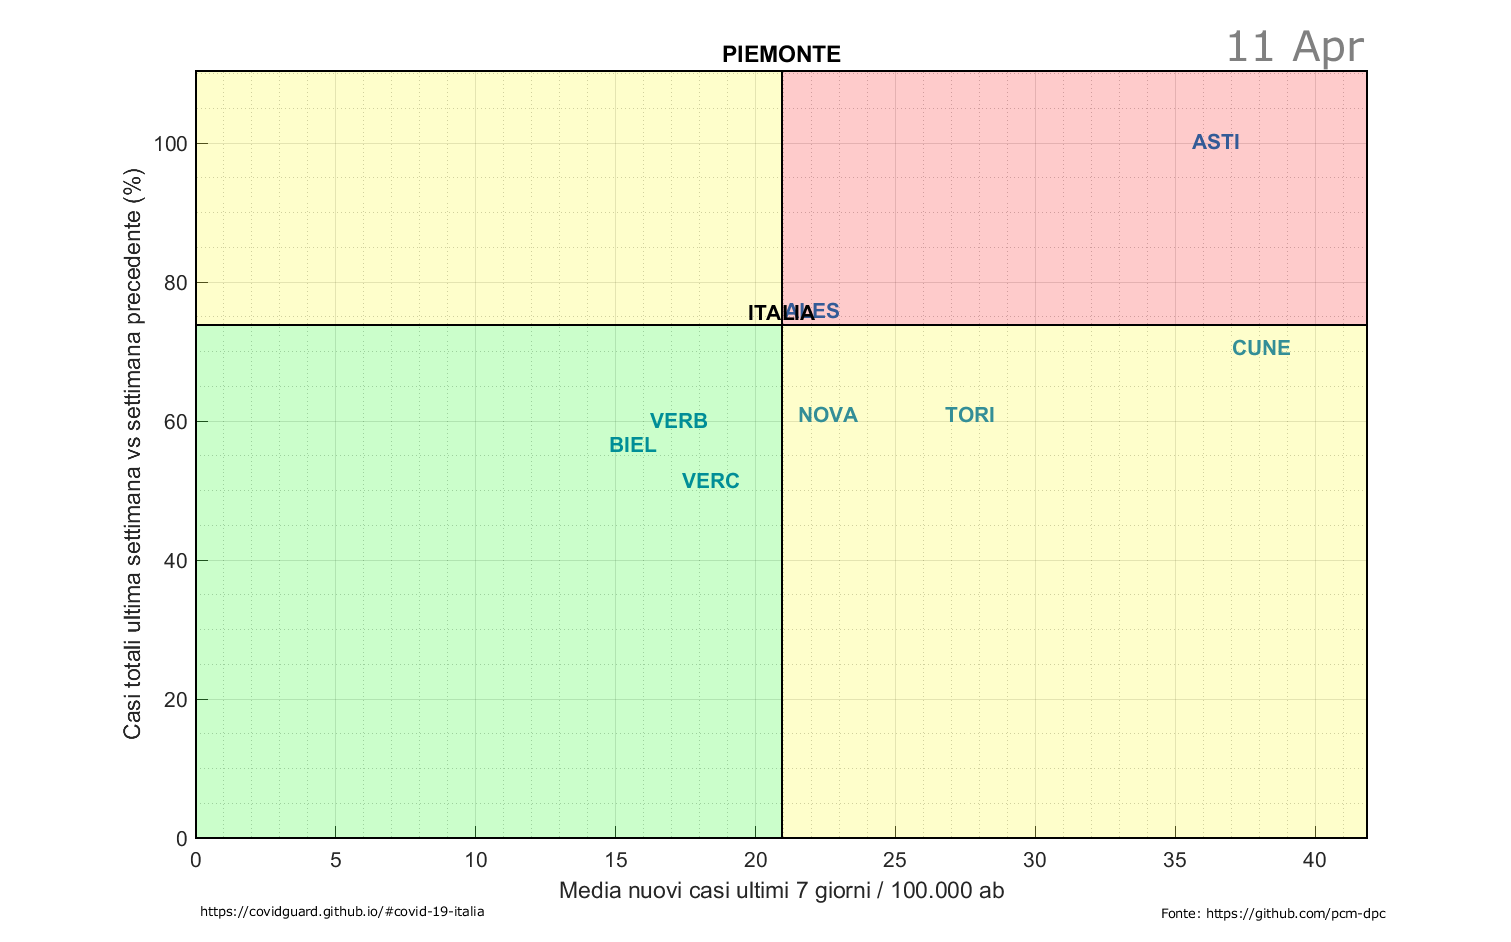 11 Apr
PIEMONTE
Casi totali ultima settimana vs settimana precedente (%)
100
80
60
40
20
0
ASTI
ITALIA
ALES
CUNE
VERB
NOVA
TORI
BIEL
VERC
0 5 10 15 20 25 30 35 40
Media nuovi casi ultimi 7 giorni / 100.000 ab
https://covidguard.github.io/#covid-19-italia
Fonte: https://github.com/pcm-dpc